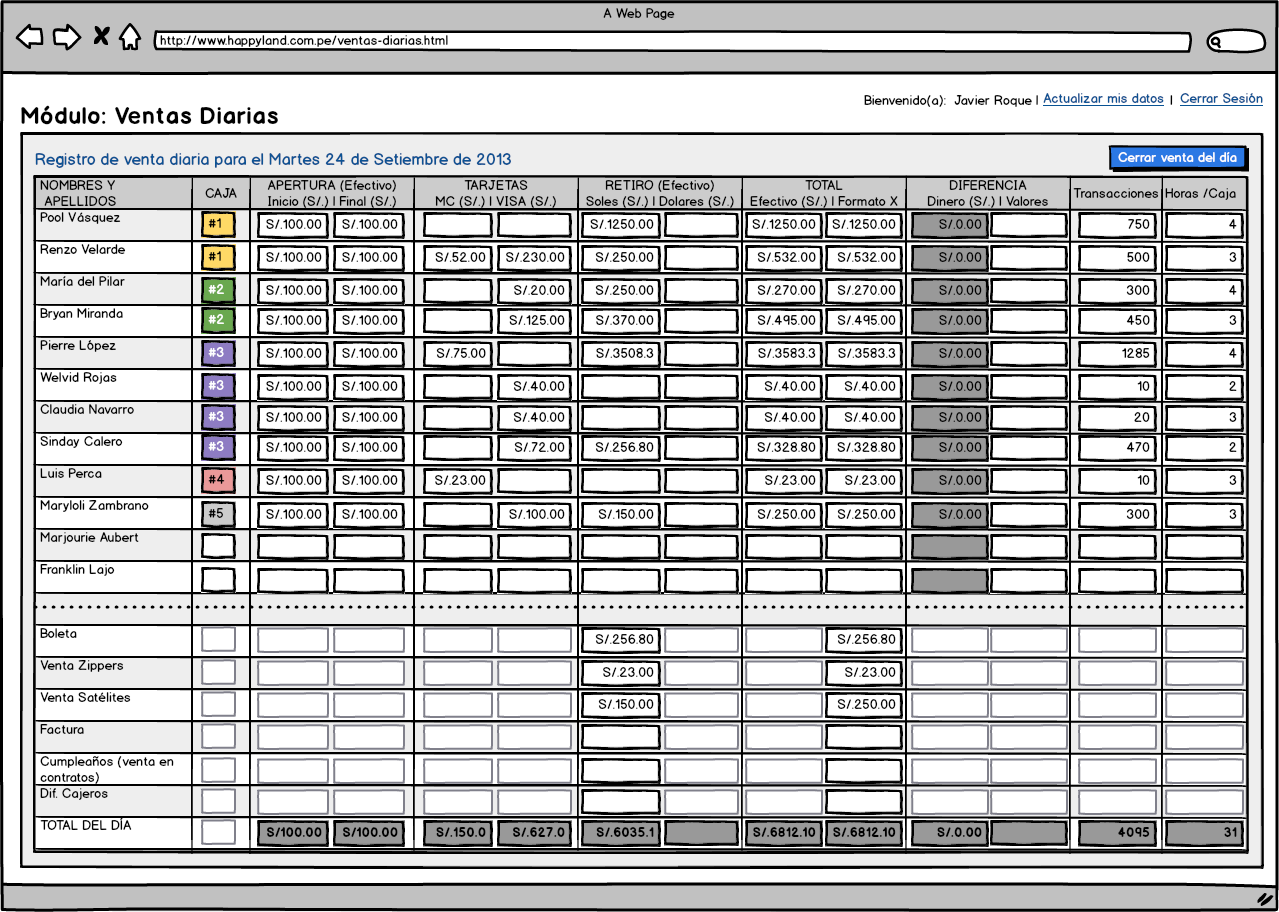 A Web Page
http://www.happyland.com.pe/ventas-diarias.html
Bienvenido(a): Javier Roque | Actualizar mis datos | Cerrar Sesión
Módulo: Ventas Diarias
Registro de venta diaria para el Martes 24 de Setiembre de 2013 Cerrar venta del día
NOMBRES Y APELLIDOS CAJA APERTURA (Efectivo) TARJETAS RETIRO (Efectivo) TOTAL DIFERENCIA Transacciones Horas /Caja
Inicio (S/.) | Final (S/.) MC (S/.) | VISA (S/.) Soles (S/.) | Dolares (S/.) Efectivo (S/.) | Formato X Dinero (S/.) | Valores
Pool Vásquez #1 S/.100.00 S/.100.00 S/.1250.00 S/.1250.00 S/.1250.00 S/.0.00 750 4
Renzo Velarde #1 S/.100.00 S/.100.00 S/.52.00 S/.230.00 S/.250.00 S/.532.00 S/.532.00 S/.0.00 500 3
María del Pilar #2 S/.100.00 S/.100.00 S/.20.00 S/.250.00 S/.270.00 S/.270.00 S/.0.00 300 4
Bryan Miranda #2 S/.100.00 S/.100.00 S/.125.00 S/.370.00 S/.495.00 S/.495.00 S/.0.00 450 3
Pierre López #3 S/.100.00 S/.100.00 S/.75.00 S/.3508.3 S/.3583.3 S/.3583.3 S/.0.00 1285 4
Welvid Rojas #3 S/.100.00 S/.100.00 S/.40.00 S/.40.00 S/.40.00 S/.0.00 10 2
Claudia Navarro #3 S/.100.00 S/.100.00 S/.40.00 S/.40.00 S/.40.00 S/.0.00 20 3
Sinday Calero #3 S/.100.00 S/.100.00 S/.72.00 S/.256.80 S/.328.80 S/.328.80 S/.0.00 470 2
Luis Perca #4 S/.100.00 S/.100.00 S/.23.00 S/.23.00 S/.23.00 S/.0.00 10 3
Maryloli Zambrano #5 S/.100.00 S/.100.00 S/.100.00 S/.150.00 S/.250.00 S/.250.00 S/.0.00 300 3
Marjourie Aubert
Franklin Lajo
Boleta S/.256.80 S/.256.80
Venta Zippers S/.23.00 S/.23.00
Venta Satélites S/.150.00 S/.250.00
Factura
Cumpleaños (venta en
contratos)
Dif. Cajeros
TOTAL DEL DÍA S/100.00 S/100.00 S/.150.0 S/.627.0 S/.6035.1 S/.6812.10 S/.6812.10 S/.0.00 4095 31